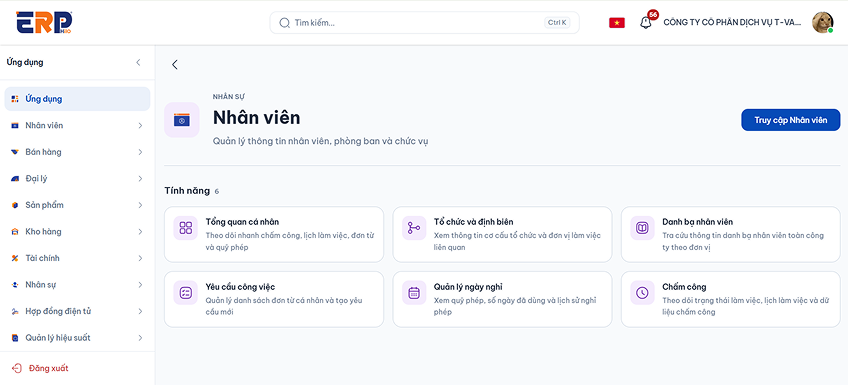 ERP
Tìm kiếm...
Ctrl K
56
CÔNG TY CỔ PHẦN DỊCH VỤ T-VA...
Ứng dụng
Ứng dụng
Nhân viên
Bán hàng
Đại lý
Sản phẩm
Kho hàng
Tài chính
Nhân sự
Hợp đồng điện tử
Quản lý hiệu suất
Đăng xuất
NHÂN SỰ
Nhân viên
Quản lý thông tin nhân viên, phòng ban và chức vụ
Truy cập Nhân viên
Tính năng 6
Tổng quan cá nhân
Theo dõi nhanh chấm công, lịch làm việc, đơn từ
và quỹ phép
Tổ chức và định biên
Xem thông tin cơ cấu tổ chức và đơn vị làm việc
liên quan
Danh bạ nhân viên
Tra cứu thông tin danh bạ nhân viên toàn công
ty theo đơn vị
Yêu cầu công việc
Quản lý danh sách đơn từ cá nhân và tạo yêu
cầu mới
Quản lý ngày nghỉ
Xem quỹ phép, số ngày đã dùng và lịch sử nghỉ
phép
Chấm công
Theo dõi trạng thái làm việc, lịch làm việc và dữ
liệu chấm công